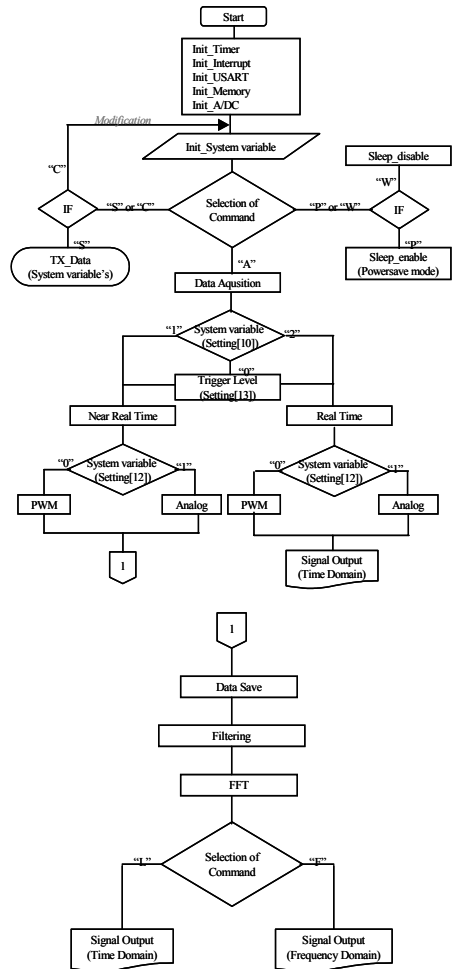 Start
Init_Timer
Init_Interrupt
Init_USART
Init_Memory
Init_A/DC
Modification
Init_System variable
Sleep_disable
“C”
“W”
IF
“S” or “C”
Selection of
Command
“P” or “W”
IF
“S”
“P”
TX_Data
(System variable's)
Sleep_enable
(Powersave mode)
“A”
Data Aqusition
“1”
System variable
(Setting[10])
“2”
“0”
Trigger Level
(Setting[13])
Near Real Time
Real Time
“0”
System variable
(Setting[12])
“1”
“0”
System variable
(Setting[12])
“1”
PWM
Analog
PWM
Analog
1
Signal Output
(Time Domain)
1
Data Save
Filtering
FFT
Selection of
Command
“L”
“F”
Signal Output
(Time Domain)
Signal Output
(Frequency Domain)